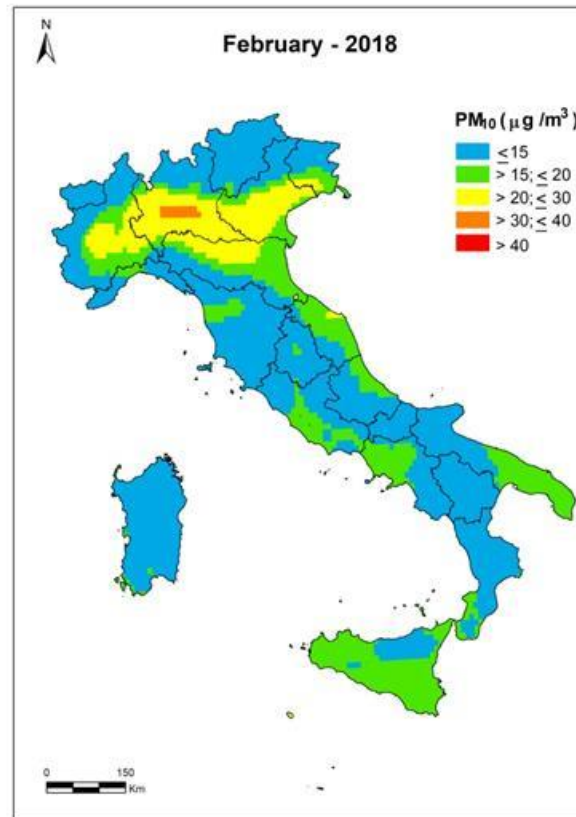 N
February - 2018
PM₁₀ ( µg /m³)
≤15
> 15; ≤ 20
> 20; ≤ 30
> 30; ≤ 40
> 40
0 150
Km